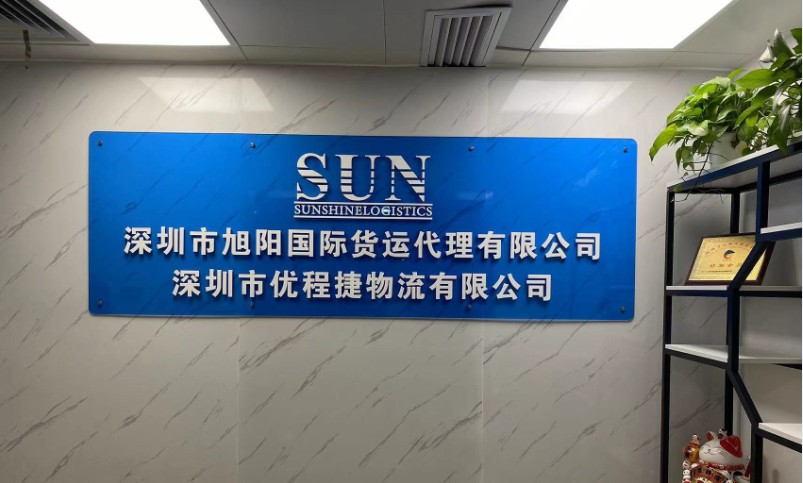 SUN
SUNSHINELOGISTICS
深圳市旭阳国际货运代理有限公司
深圳市优程捷物流有限公司